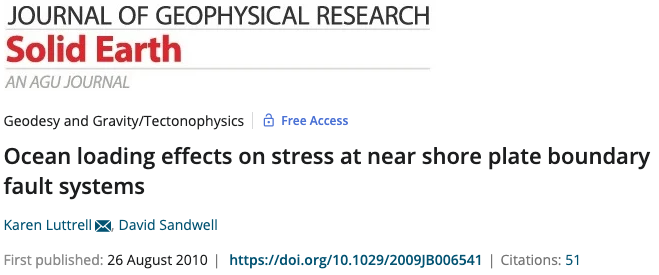 JOURNAL OF GEOPHYSICAL RESEARCH
Solid Earth
AN AGU JOURNAL
Geodesy and Gravity/Tectonophysics | Free Access
Ocean loading effects on stress at near shore plate boundary
fault systems
Karen Luttrell, David Sandwell
First published: 26 August 2010 | https://doi.org/10.1029/2009JB006541 | Citations: 51